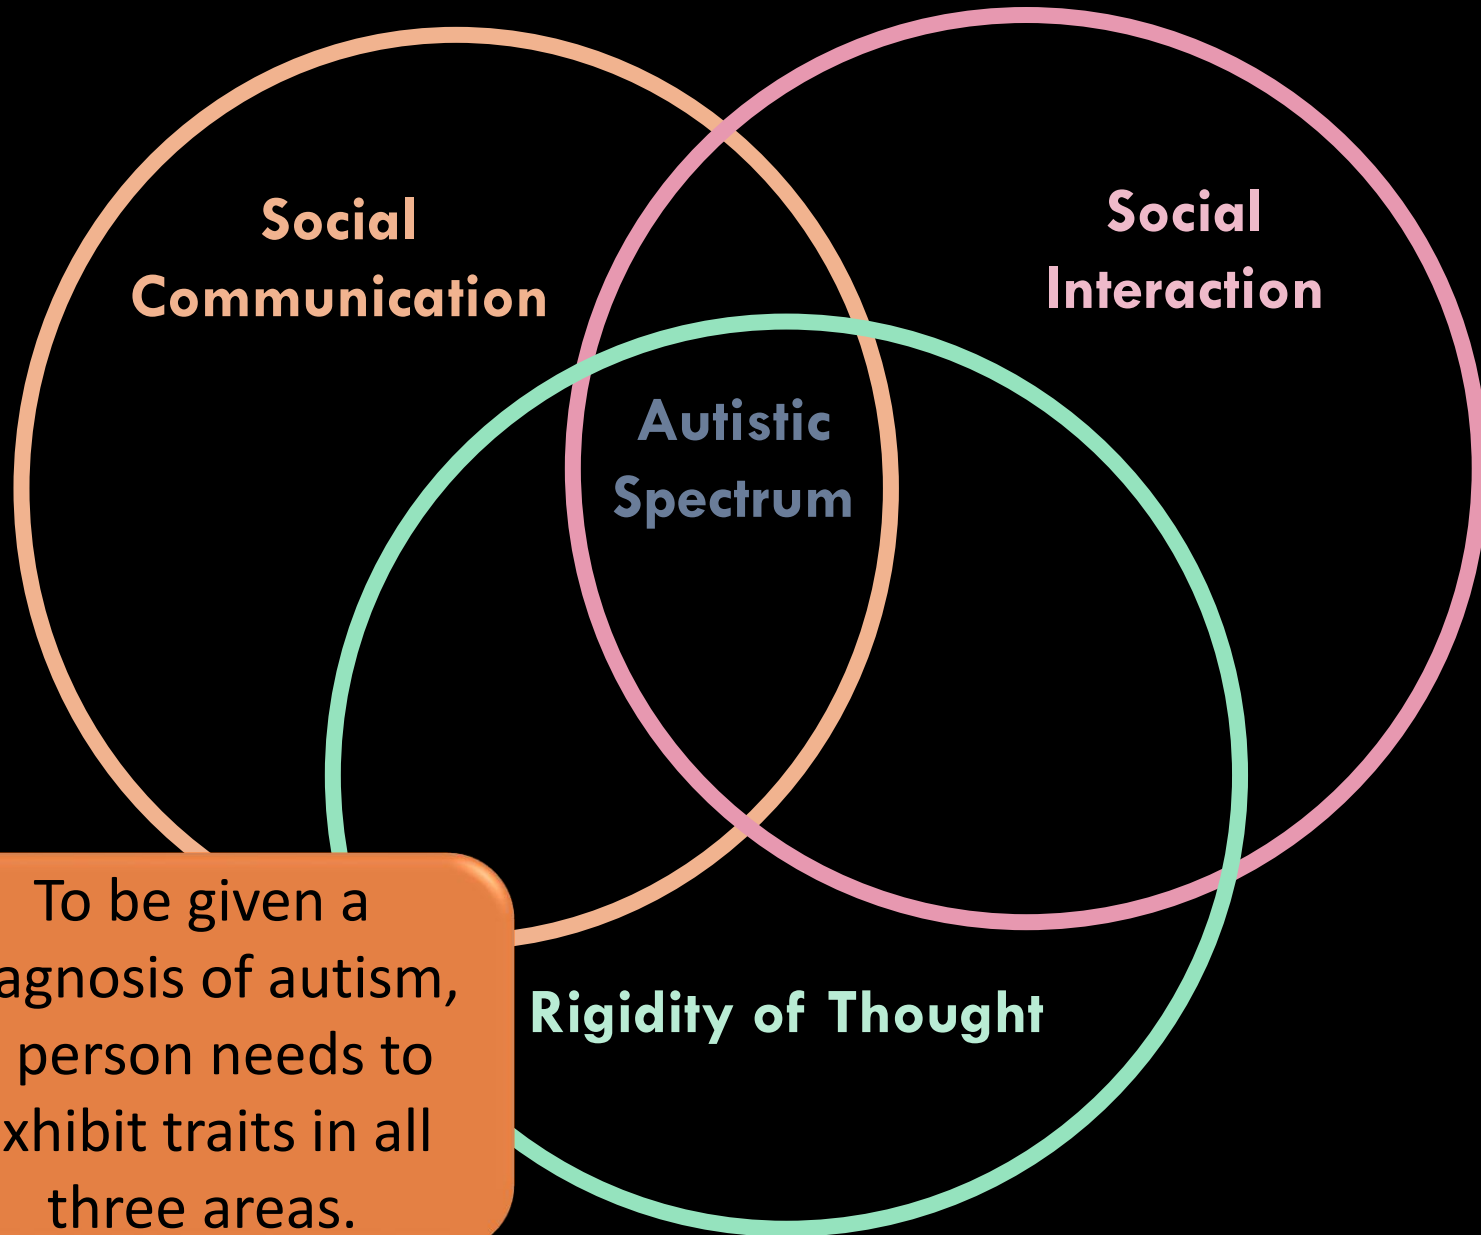 Social
Communication
Social
Interaction
Autistic
Spectrum
Rigidity of Thought
To be given a
agnosis of autism,
person needs to
xhibit traits in all
three areas.